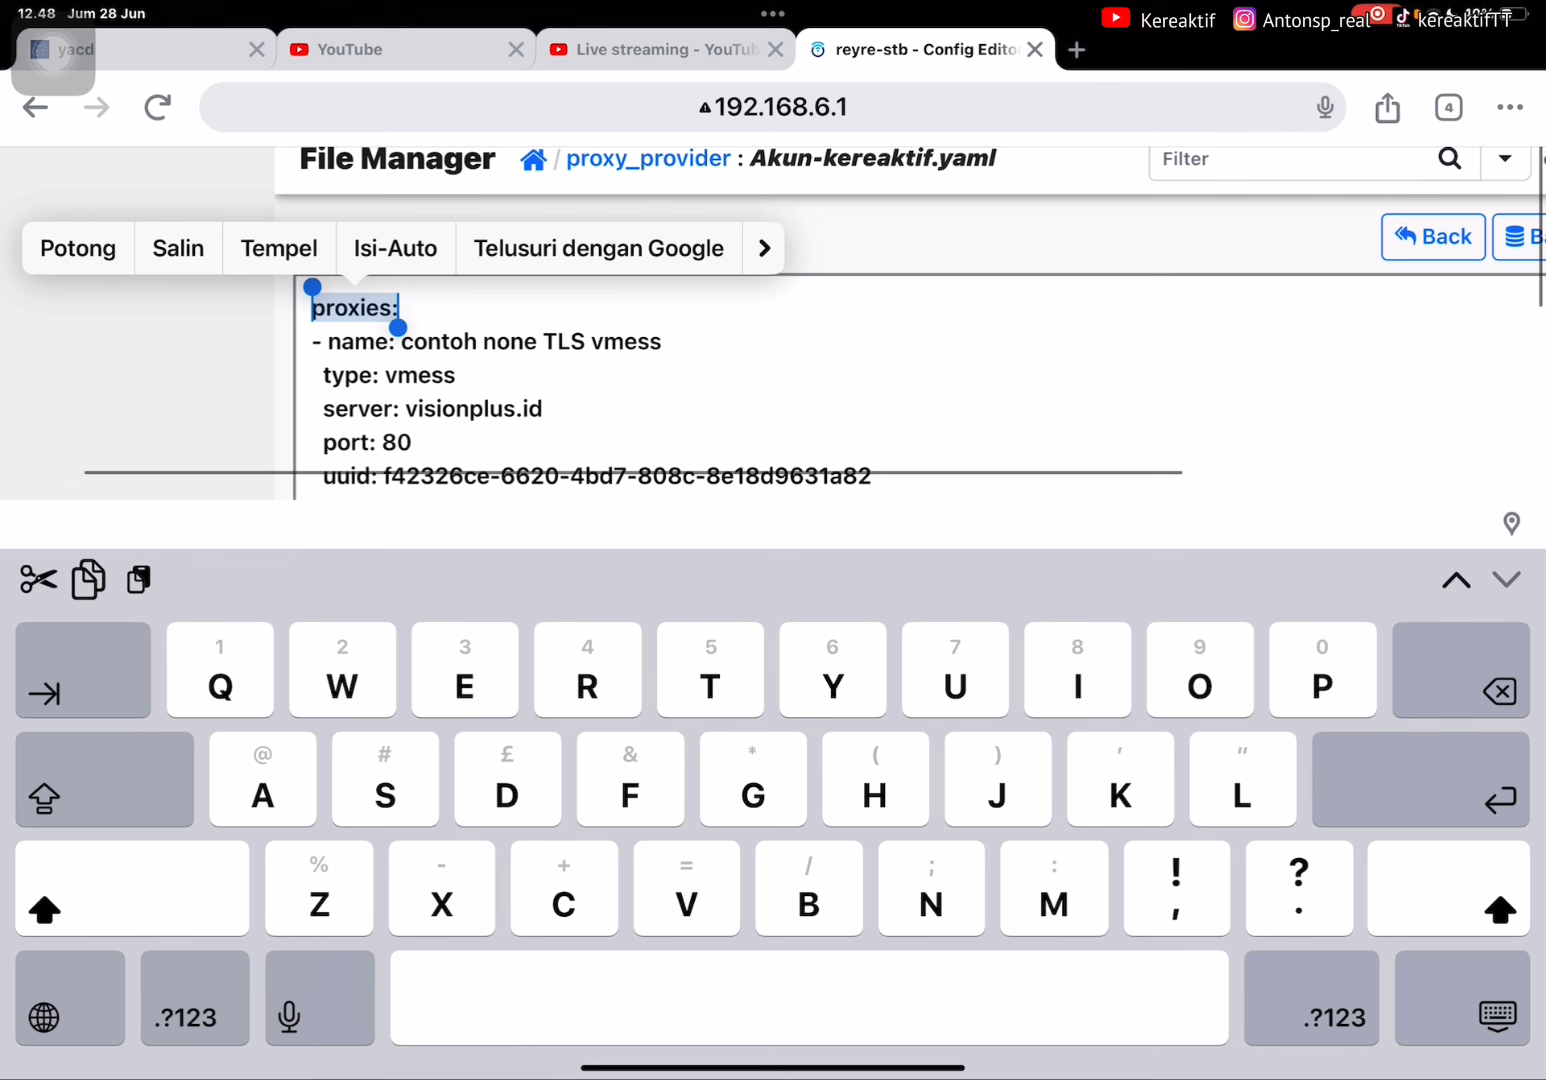 12.48 Jum 28 Jun
Kereaktif Antonsp_real kereaktifTT
yacd
YouTube
Live streaming - YouTub
reyre-stb - Config Edito
192.168.6.1
4
File Manager / proxy_provider : Akun-kereaktif.yaml
Filter
Potong Salin Tempel Isi-Auto Telusuri dengan Google
Back
B
proxies:
- name: contoh none TLS vmess
type: vmess
server: visionplus.id
port: 80
uuid: f42326ce-6620-4bd7-808c-8e18d9631a82
1 2 3 4 5 6 7 8 9 0
Q W E R T Y U I O P
@ # £ & * ( ) ' "
A S D F G H J K L
% - + = / ; : ! ?
Z X C V B N M , .
.?123 .?123